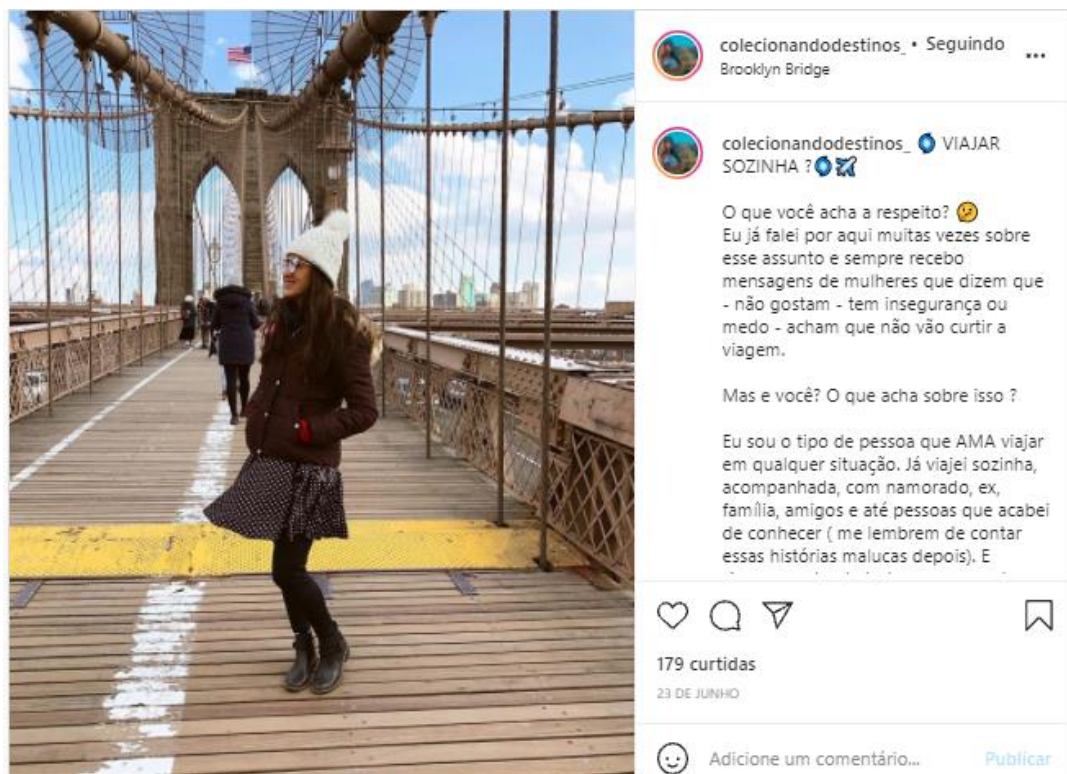 colecionandodestinos_ • Seguindo
Brooklyn Bridge
colecionandodestinos_ 🌀 VIAJAR
SOZINHA ?🌀✈️
O que você acha a respeito? 🤔
Eu já falei por aqui muitas vezes sobre
esse assunto e sempre recebo
mensagens de mulheres que dizem que
- não gostam - tem insegurança ou
medo - acham que não vão curtir a
viagem.
Mas e você? O que acha sobre isso ?
Eu sou o tipo de pessoa que AMA viajar
em qualquer situação. Já viajei sozinha,
acompanhada, com namorado, ex,
família, amigos e até pessoas que acabei
de conhecer ( me lembrem de contar
essas histórias malucas depois). E
179 curtidas
23 DE JUNHO
Adicione um comentário...
Publicar